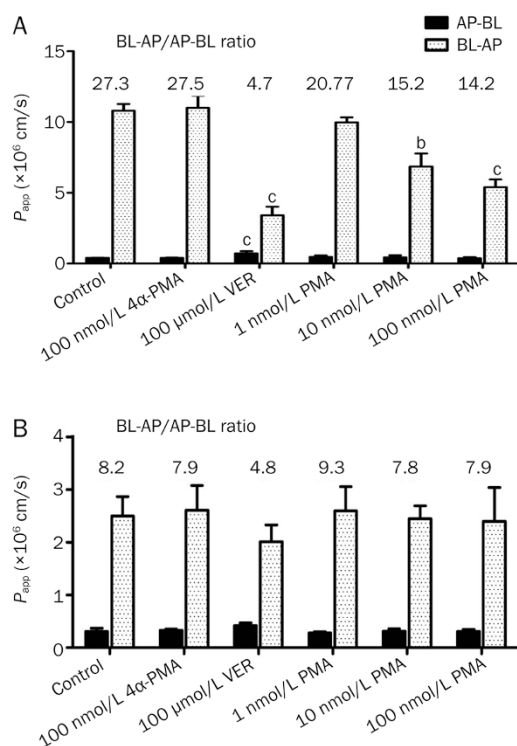 A
AP-BL
BL-AP
BL-AP/AP-BL ratio
27.3 27.5 4.7 20.77 15.2 14.2
15
10
5
0
P_app (×10⁶ cm/s)
c c b c
Control
100 nmol/L 4α-PMA
100 μmol/L VER
1 nmol/L PMA
10 nmol/L PMA
100 nmol/L PMA
B
BL-AP/AP-BL ratio
8.2 7.9 4.8 9.3 7.8 7.9
4
3
2
1
0
P_app (×10⁶ cm/s)
Control
100 nmol/L 4α-PMA
100 μmol/L VER
1 nmol/L PMA
10 nmol/L PMA
100 nmol/L PMA